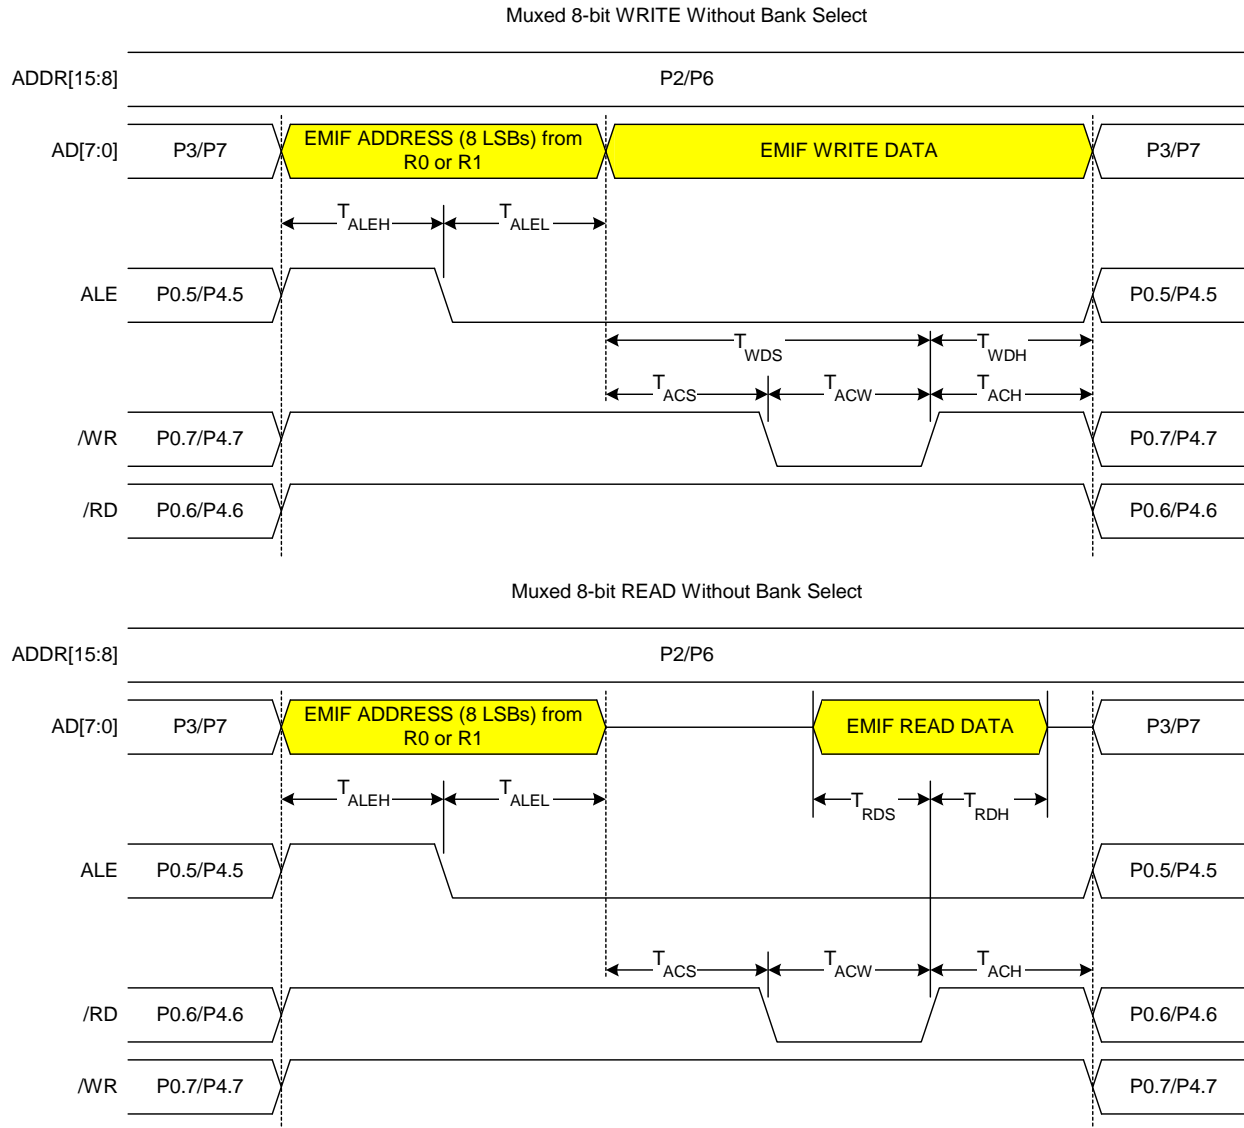 Muxed 8-bit WRITE Without Bank Select
ADDR[15:8] P2/P6
AD[7:0] P3/P7 EMIF ADDRESS (8 LSBs) from R0 or R1 EMIF WRITE DATA P3/P7
TALEH TALEL
ALE P0.5/P4.5 P0.5/P4.5
TWDS TWDH
TACS TACW TACH
/WR P0.7/P4.7 P0.7/P4.7
/RD P0.6/P4.6 P0.6/P4.6
Muxed 8-bit READ Without Bank Select
ADDR[15:8] P2/P6
AD[7:0] P3/P7 EMIF ADDRESS (8 LSBs) from R0 or R1 EMIF READ DATA P3/P7
TALEH TALEL TRDS TRDH
ALE P0.5/P4.5 P0.5/P4.5
TACS TACW TACH
/RD P0.6/P4.6 P0.6/P4.6
/WR P0.7/P4.7 P0.7/P4.7